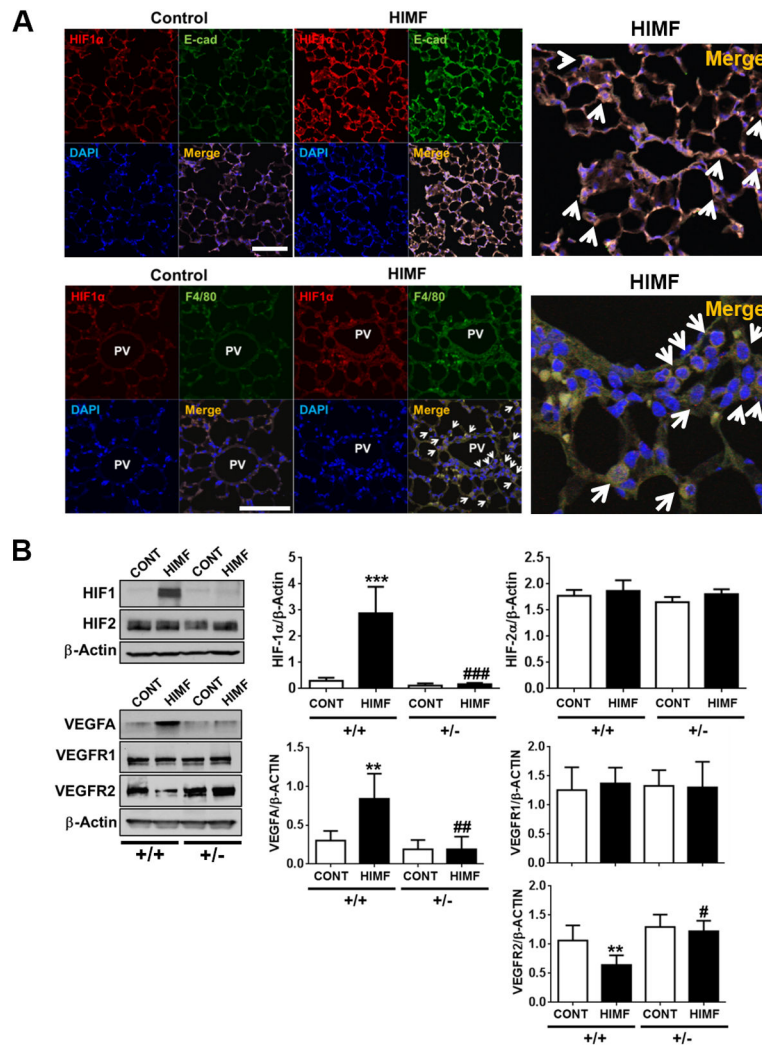 A
Control
HIMF
HIMF
HIF1α
E-cad
HIF1α
E-cad
Merge
DAPI
Merge
DAPI
Merge
Control
HIMF
HIMF
HIF1α
F4/80
HIF1α
F4/80
Merge
PV
PV
PV
PV
DAPI
Merge
DAPI
Merge
PV
PV
PV
PV
B
CONT
HIMF
CONT
HIMF
HIF1
HIF2
β-Actin
CONT
HIMF
CONT
HIMF
VEGFA
VEGFR1
VEGFR2
β-Actin
+/+
+/-
HIF-1α/β-Actin
5
4
3
2
1
0
***
###
CONT
HIMF
CONT
HIMF
+/+
+/-
HIF-2α/β-Actin
2.5
2.0
1.5
1.0
0.5
0.0
CONT
HIMF
CONT
HIMF
+/+
+/-
VEGFA/β-ACTIN
1.5
1.0
0.5
0.0
**
##
CONT
HIMF
CONT
HIMF
+/+
+/-
VEGFR1/β-ACTIN
2.0
1.5
1.0
0.5
0.0
CONT
HIMF
CONT
HIMF
VEGFR2/β-ACTIN
2.0
1.5
1.0
0.5
0.0
**
#
CONT
HIMF
CONT
HIMF
+/+
+/-